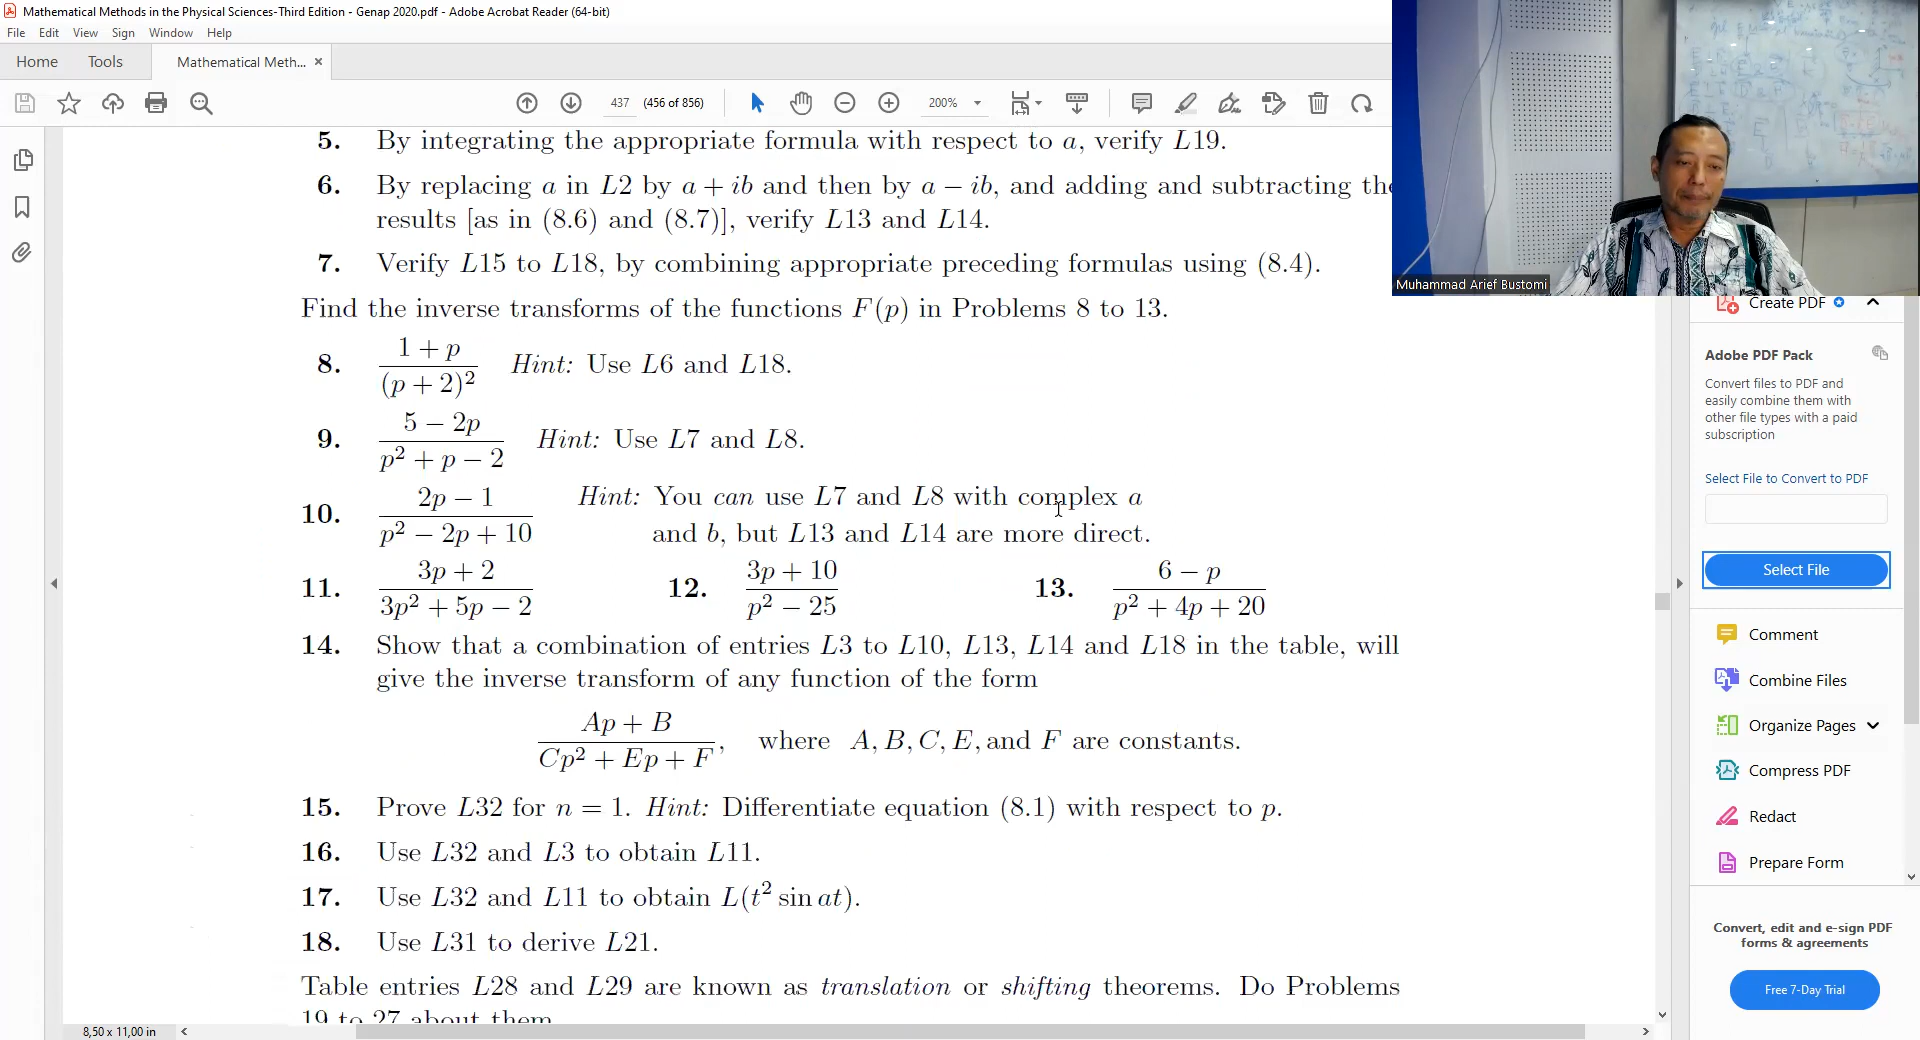 Mathematical Methods in the Physical Sciences-Third Edition - Genap 2020.pdf - Adobe Acrobat Reader (64-bit)
File Edit View Sign Window Help
Home Tools Mathematical Meth... ×
437 (456 of 856) 200%
5. By integrating the appropriate formula with respect to a, verify L19.
6. By replacing a in L2 by a + ib and then by a − ib, and adding and subtracting the
results [as in (8.6) and (8.7)], verify L13 and L14.
7. Verify L15 to L18, by combining appropriate preceding formulas using (8.4).
Find the inverse transforms of the functions F(p) in Problems 8 to 13.
8. (1 + p)/(p + 2)² Hint: Use L6 and L18.
9. (5 − 2p)/(p² + p − 2) Hint: Use L7 and L8.
10. (2p − 1)/(p² − 2p + 10) Hint: You can use L7 and L8 with complex a
and b, but L13 and L14 are more direct.
11. (3p + 2)/(3p² + 5p − 2) 12. (3p + 10)/(p² − 25) 13. (6 − p)/(p² + 4p + 20)
14. Show that a combination of entries L3 to L10, L13, L14 and L18 in the table, will
give the inverse transform of any function of the form
(Ap + B)/(Cp² + Ep + F), where A, B, C, E, and F are constants.
15. Prove L32 for n = 1. Hint: Differentiate equation (8.1) with respect to p.
16. Use L32 and L3 to obtain L11.
17. Use L32 and L11 to obtain L(t² sin at).
18. Use L31 to derive L21.
Table entries L28 and L29 are known as translation or shifting theorems. Do Problems
19 to 27 about them.
8,50 x 11,00 in
Muhammad Arief Bustomi
Create PDF
Adobe PDF Pack
Convert files to PDF and
easily combine them with
other file types with a paid
subscription
Select File to Convert to PDF
Select File
Comment
Combine Files
Organize Pages
Compress PDF
Redact
Prepare Form
Convert, edit and e-sign PDF
forms & agreements
Free 7-Day Trial